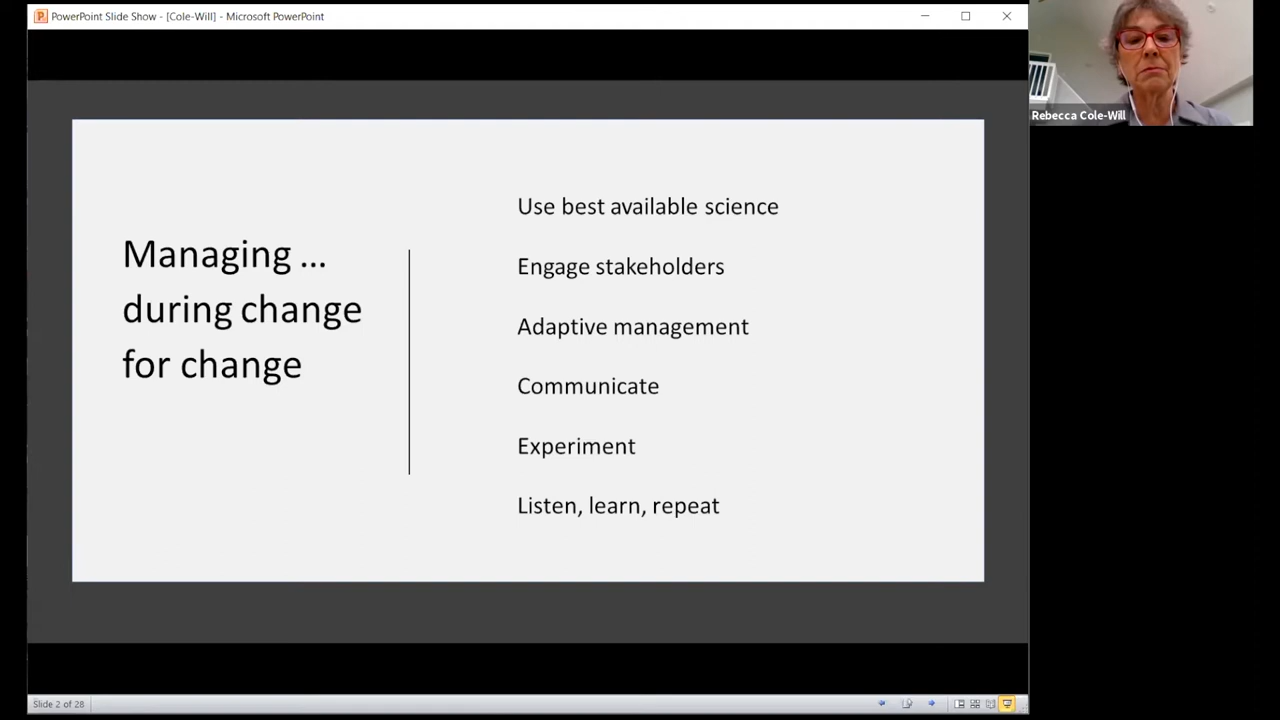 PowerPoint Slide Show - [Cole-Will] - Microsoft PowerPoint
Rebecca Cole-Will
Managing ...
during change
for change
Use best available science
Engage stakeholders
Adaptive management
Communicate
Experiment
Listen, learn, repeat
Slide 2 of 28